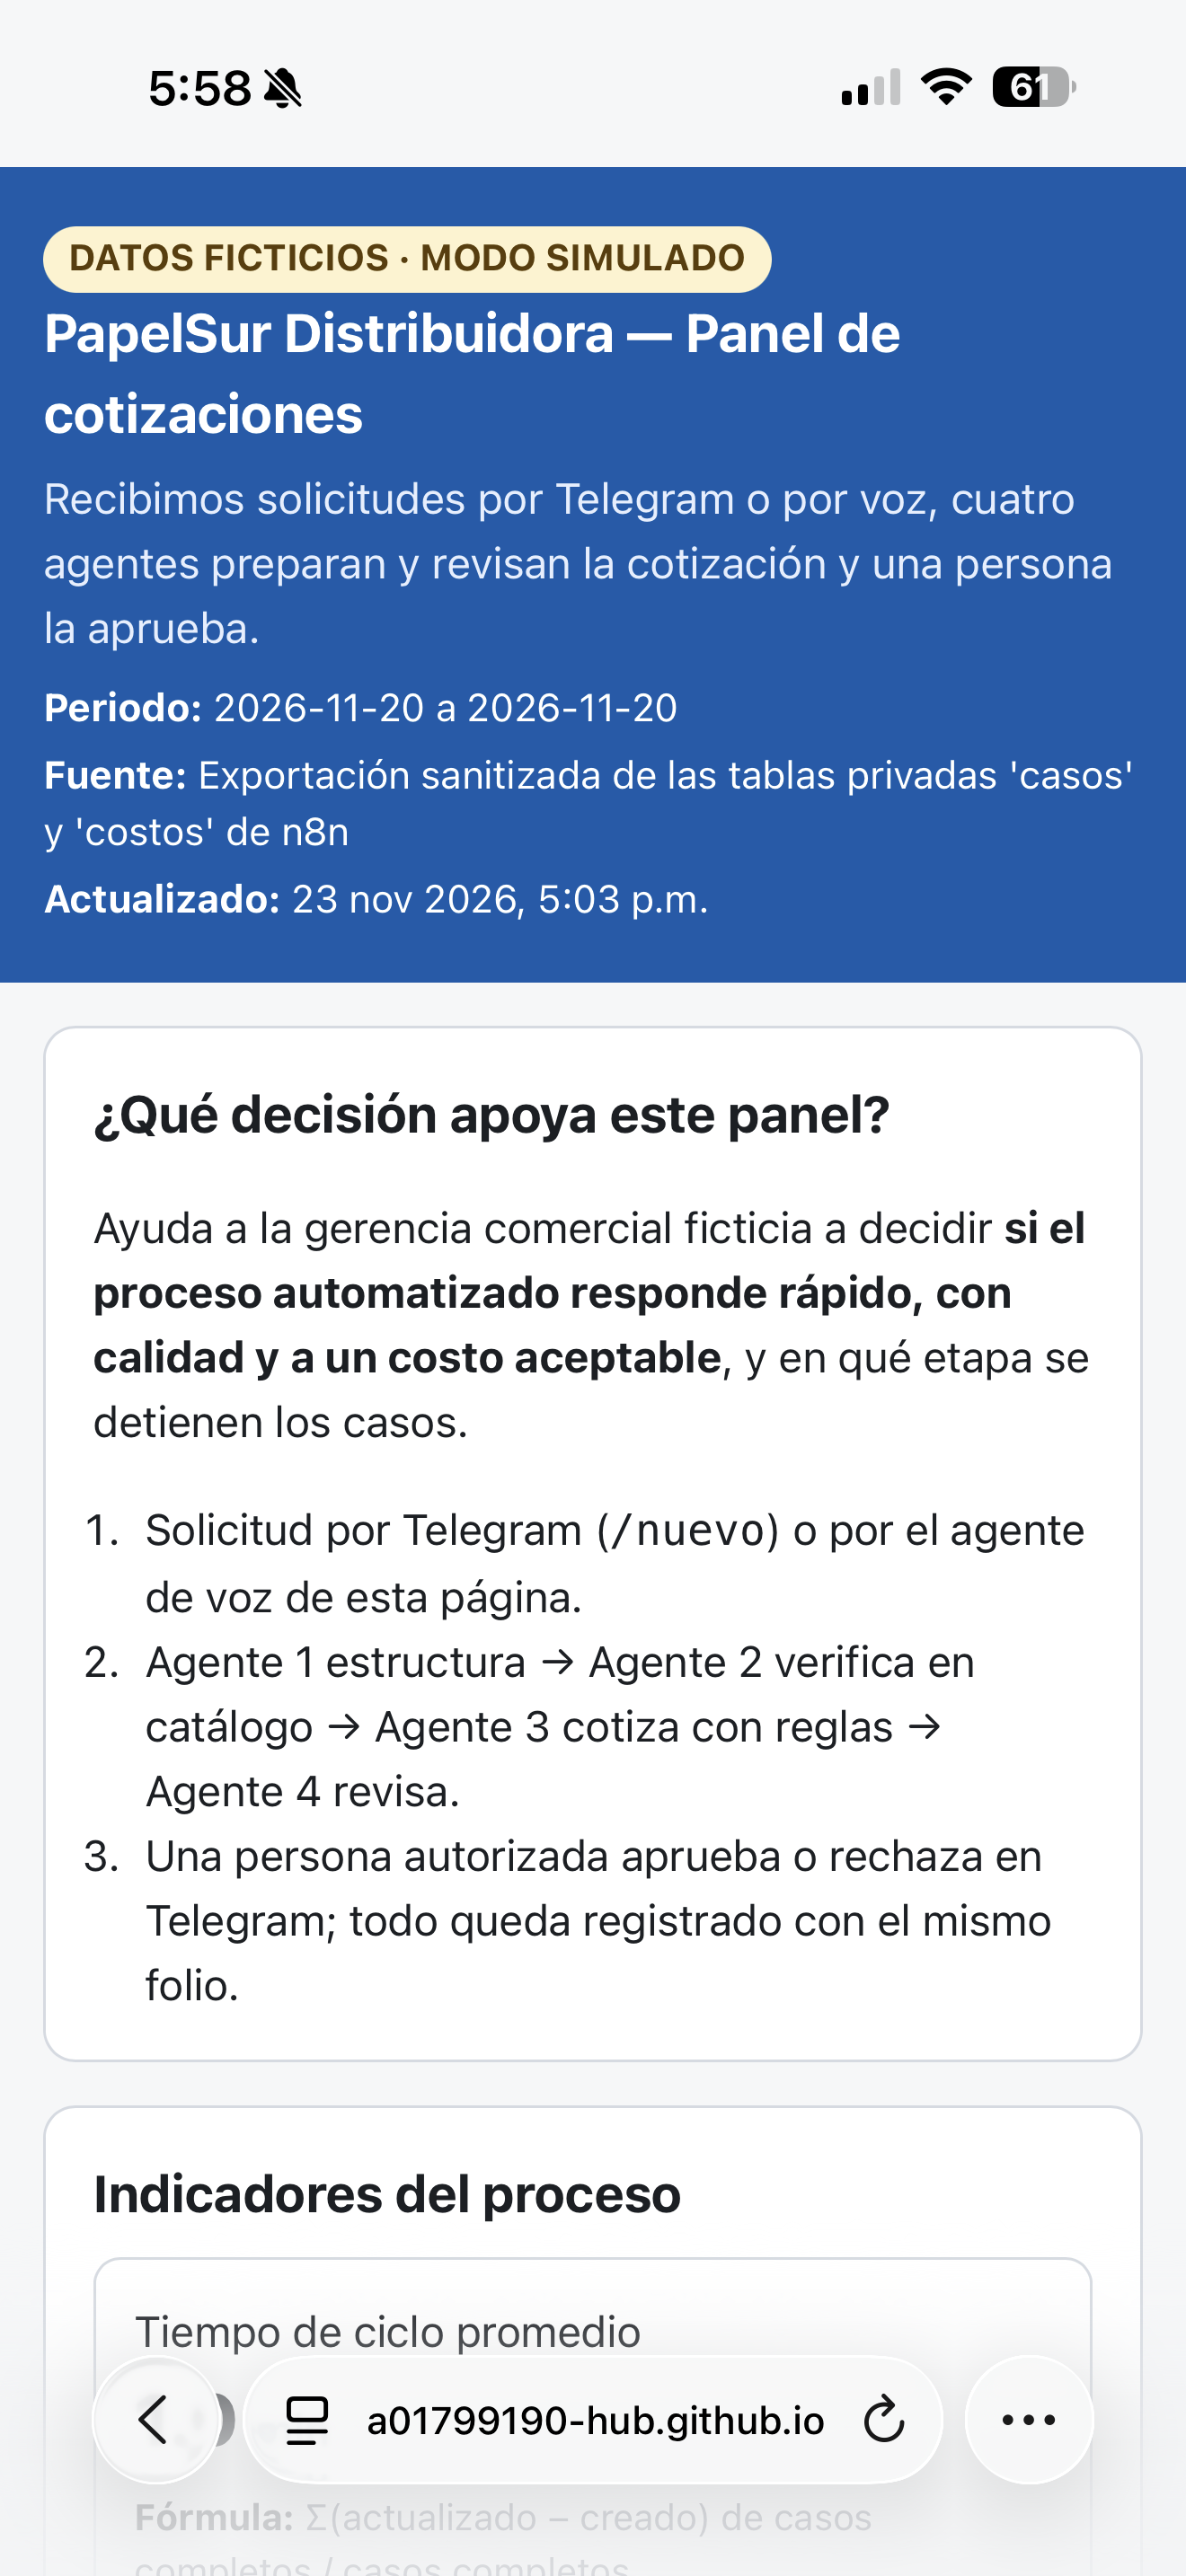 5:58
61
DATOS FICTICIOS · MODO SIMULADO
PapelSur Distribuidora — Panel de
cotizaciones
Recibimos solicitudes por Telegram o por voz, cuatro
agentes preparan y revisan la cotización y una persona
la aprueba.
Periodo: 2026-11-20 a 2026-11-20
Fuente: Exportación sanitizada de las tablas privadas 'casos'
y 'costos' de n8n
Actualizado: 23 nov 2026, 5:03 p.m.
¿Qué decisión apoya este panel?
Ayuda a la gerencia comercial ficticia a decidir si el
proceso automatizado responde rápido, con
calidad y a un costo aceptable, y en qué etapa se
detienen los casos.
1. Solicitud por Telegram (/nuevo) o por el agente
de voz de esta página.
2. Agente 1 estructura → Agente 2 verifica en
catálogo → Agente 3 cotiza con reglas →
Agente 4 revisa.
3. Una persona autorizada aprueba o rechaza en
Telegram; todo queda registrado con el mismo
folio.
Indicadores del proceso
Tiempo de ciclo promedio
a01799190-hub.github.io
Fórmula: Σ(actualizado – creado) de casos
completos / casos completos